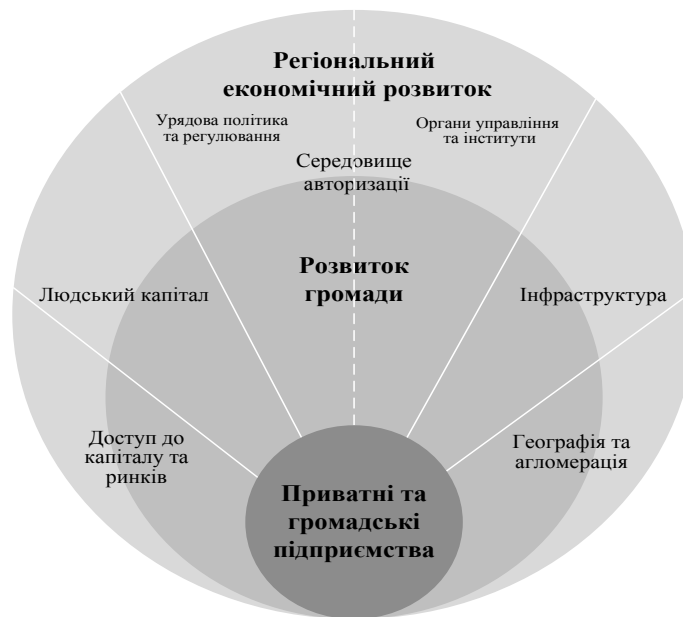 Регіональний
економічний розвиток
Урядова політика
та регулювання
Органи управління
та інститути
Середовище
авторизації
Розвиток
громади
Людський капітал
Інфраструктура
Доступ до
капіталу та
ринків
Географія та
агломерація
Приватні та
громадські
підприємства